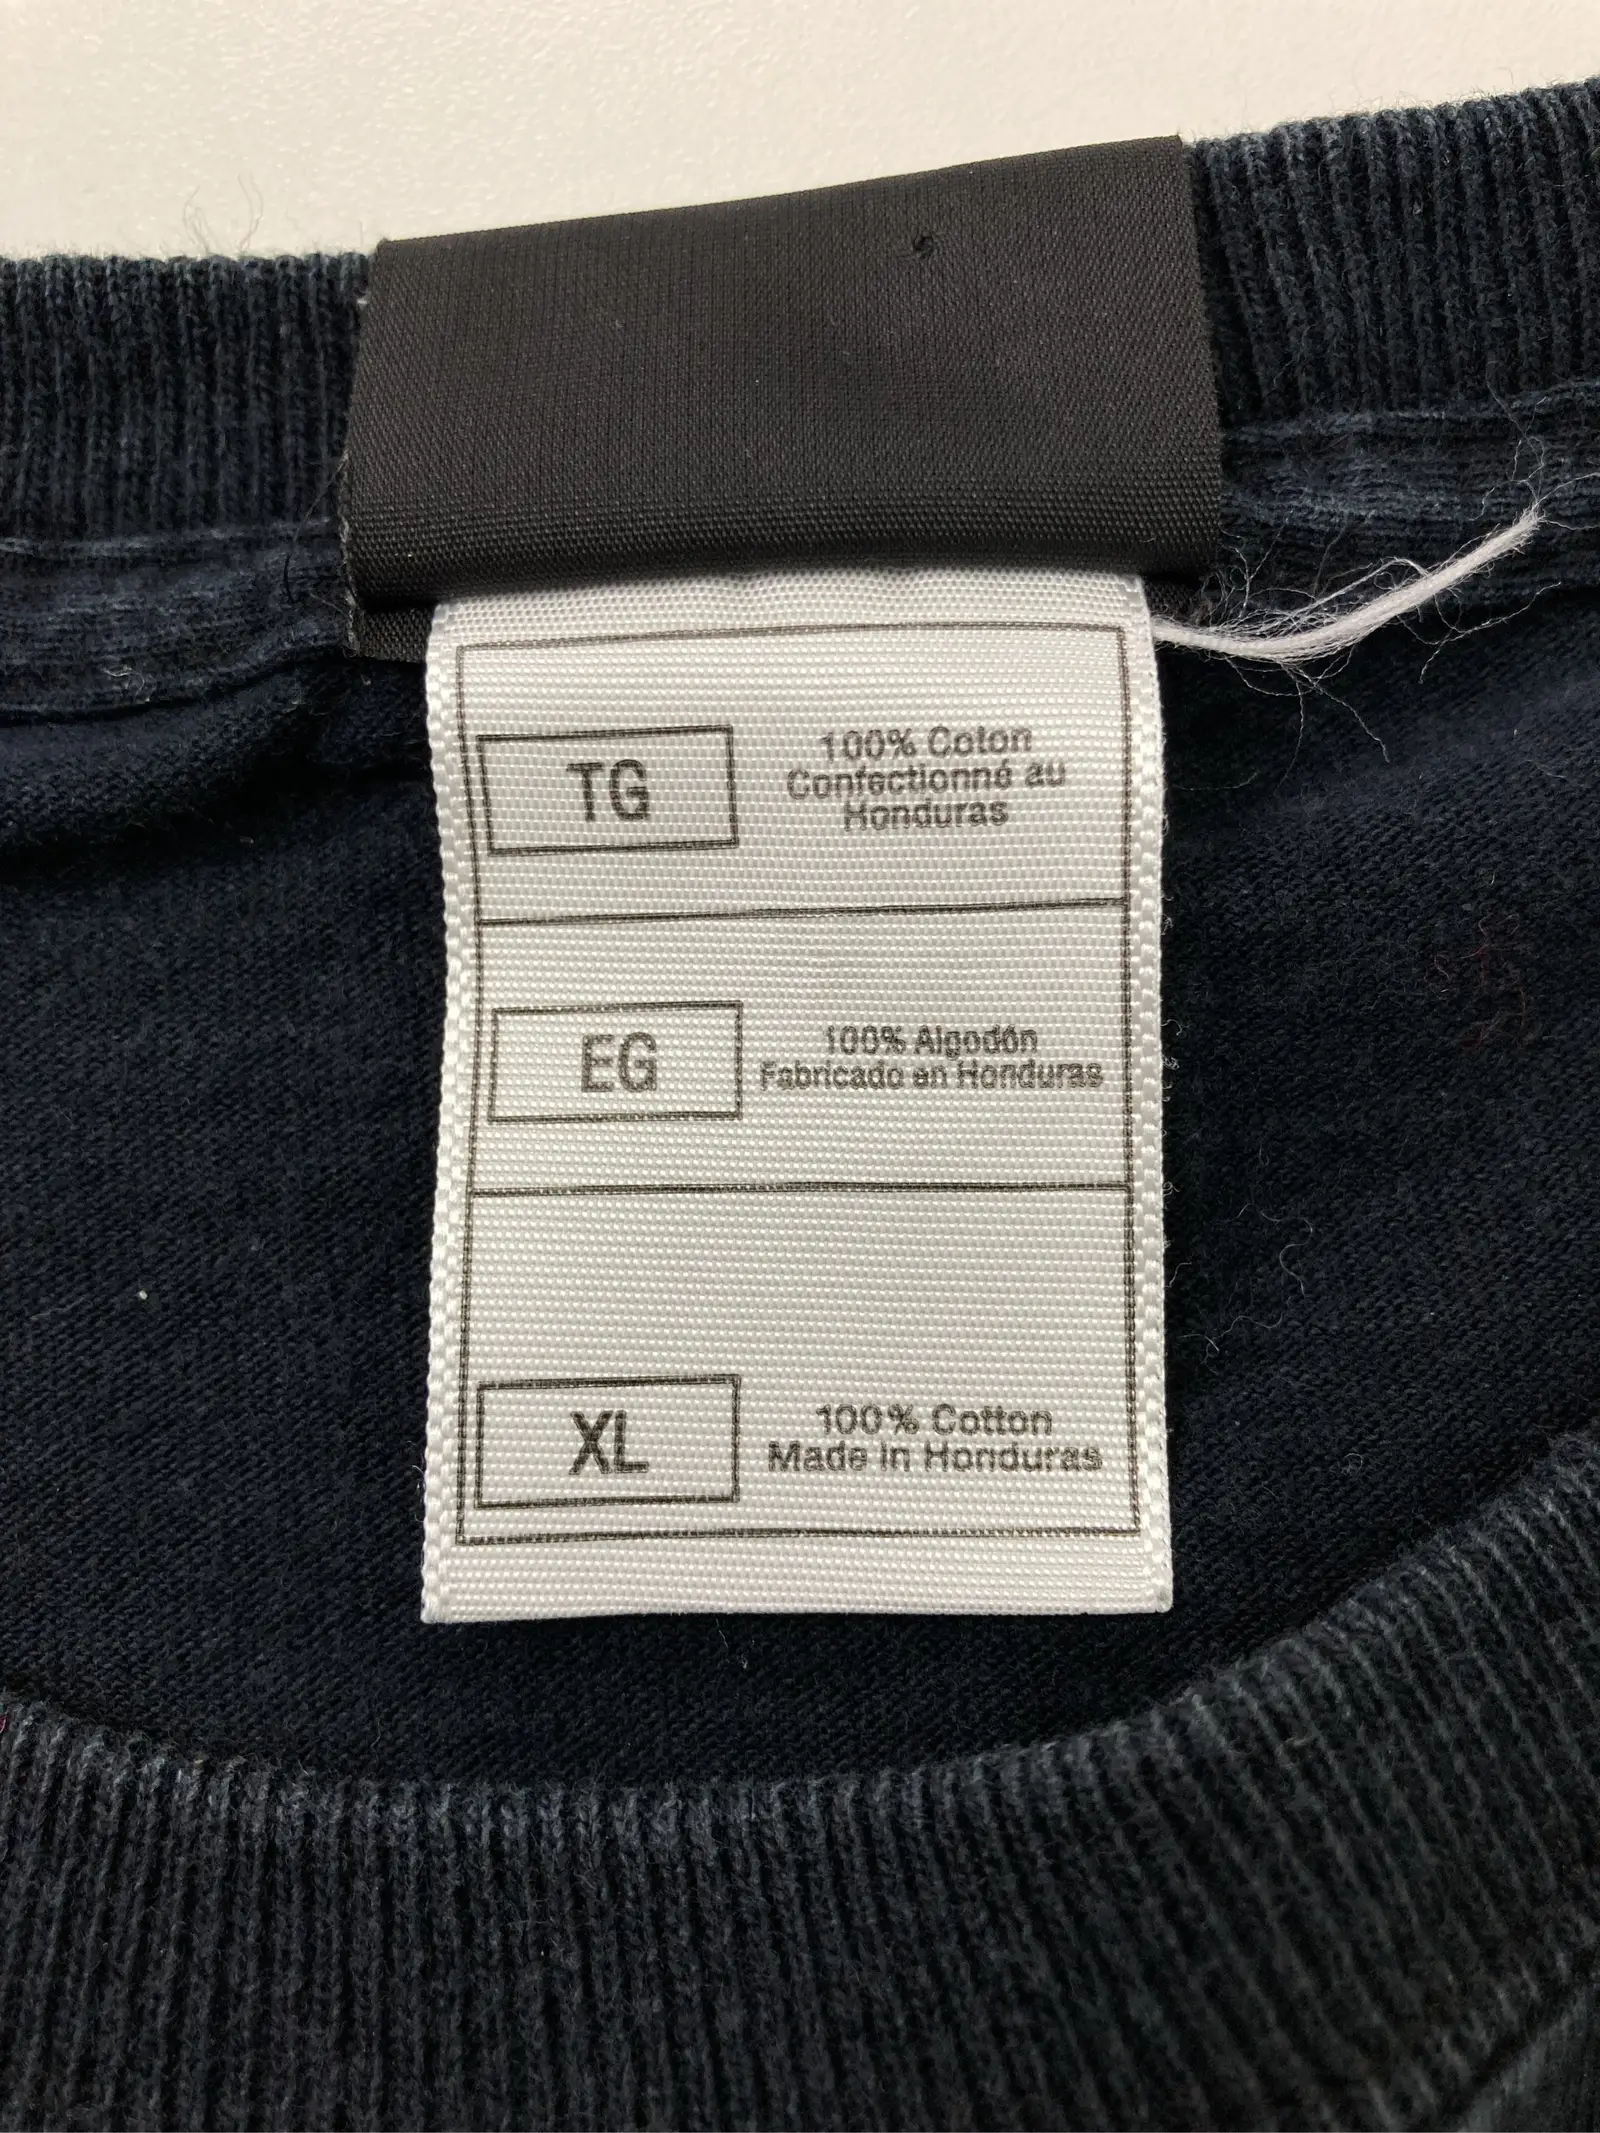 TG
100% Coton
Confectionné au
Honduras
EG
100% Algodón
Fabricado en Honduras
XL
100% Cotton
Made in Honduras